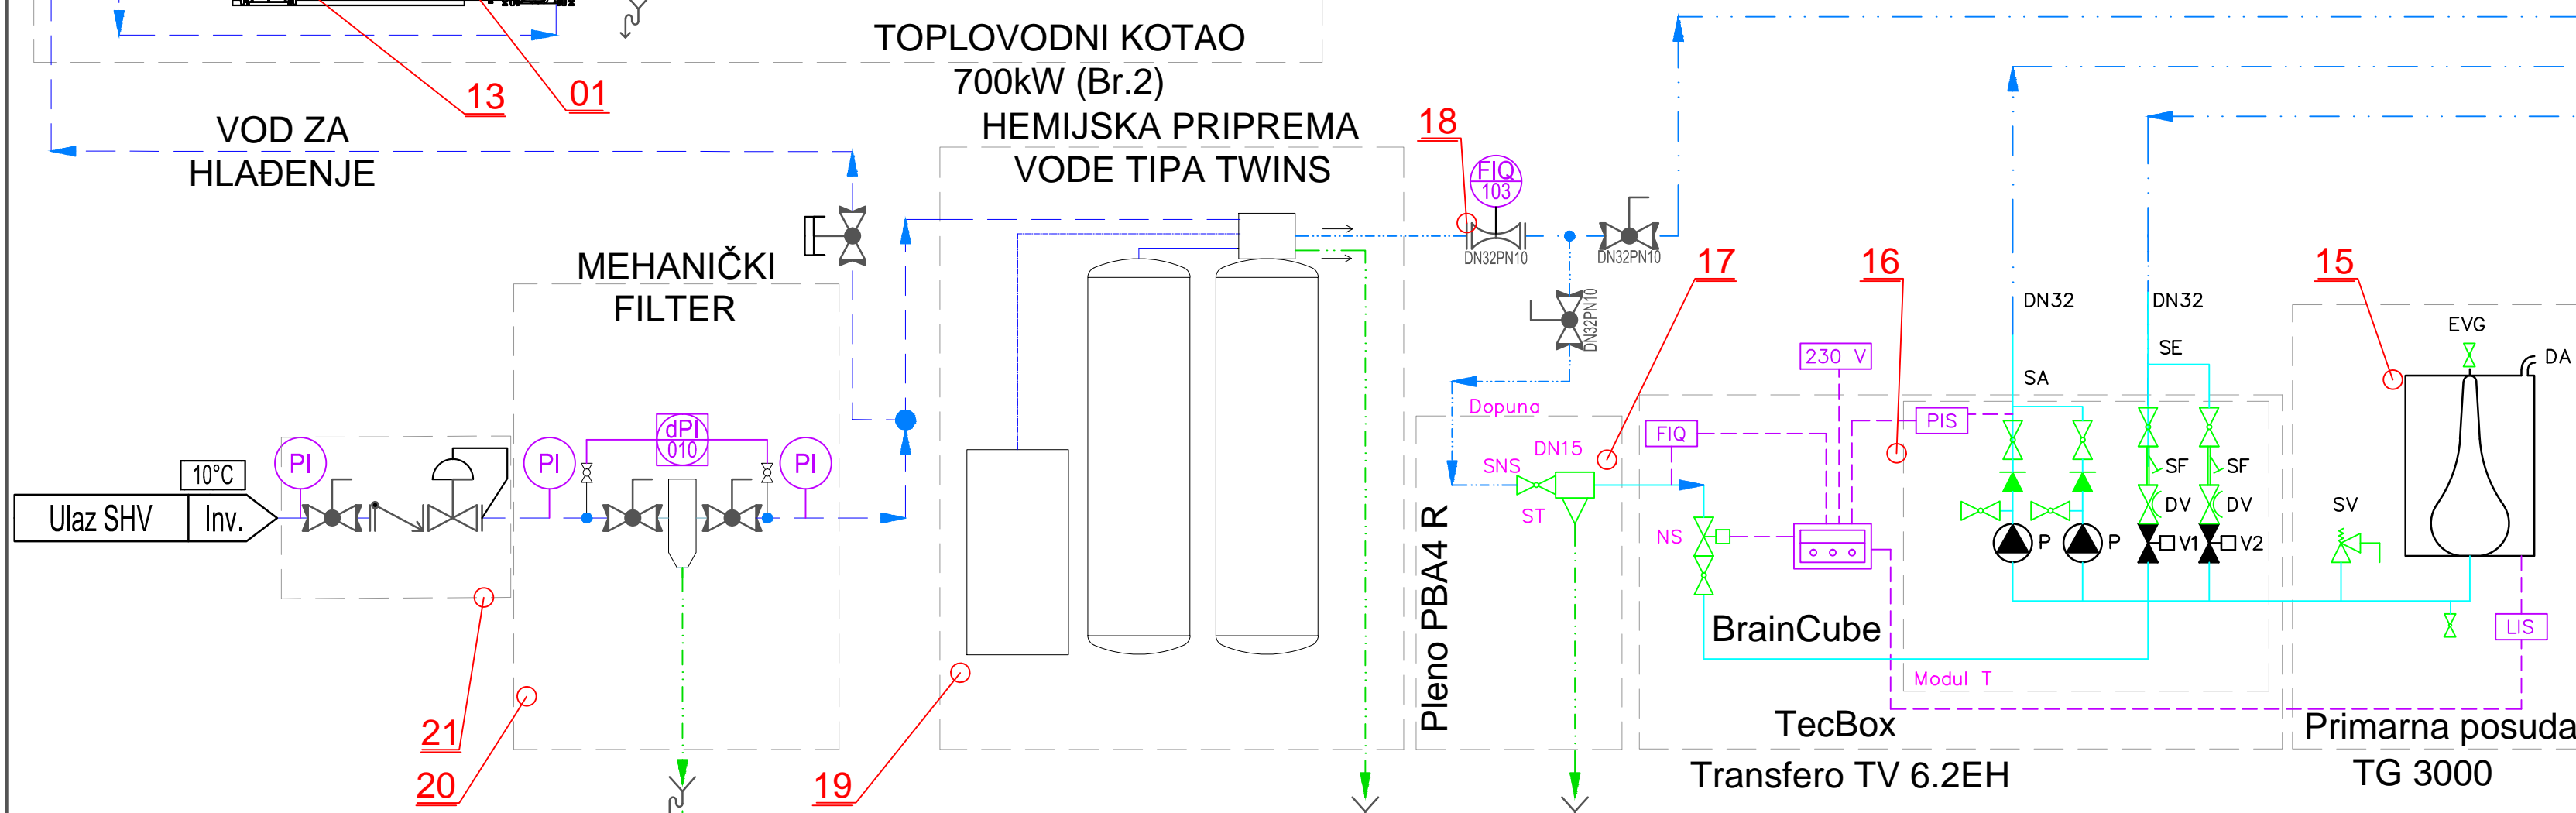 TOPLOVODNI KOTAO
700kW (Br.2)
13
01
VOD ZA
HLAĐENJE
HEMIJSKA PRIPREMA
VODE TIPA TWINS
18
FIQ
103
DN32PN10
DN32PN10
DN32PN10
MEHANIČKI
FILTER
17
16
15
DN32
DN32
EVG
DA
SE
SA
230 V
PIS
FIQ
Dopuna
DN15
SNS
ST
NS
SF
SF
DV
DV
SV
P
P
V1
V2
LIS
dPI
010
PI
PI
PI
10°C
Ulaz SHV
Inv.
BrainCube
Modul T
Pleno PBA4 R
TecBox
Transfero TV 6.2EH
Primarna posuda
TG 3000
21
20
19